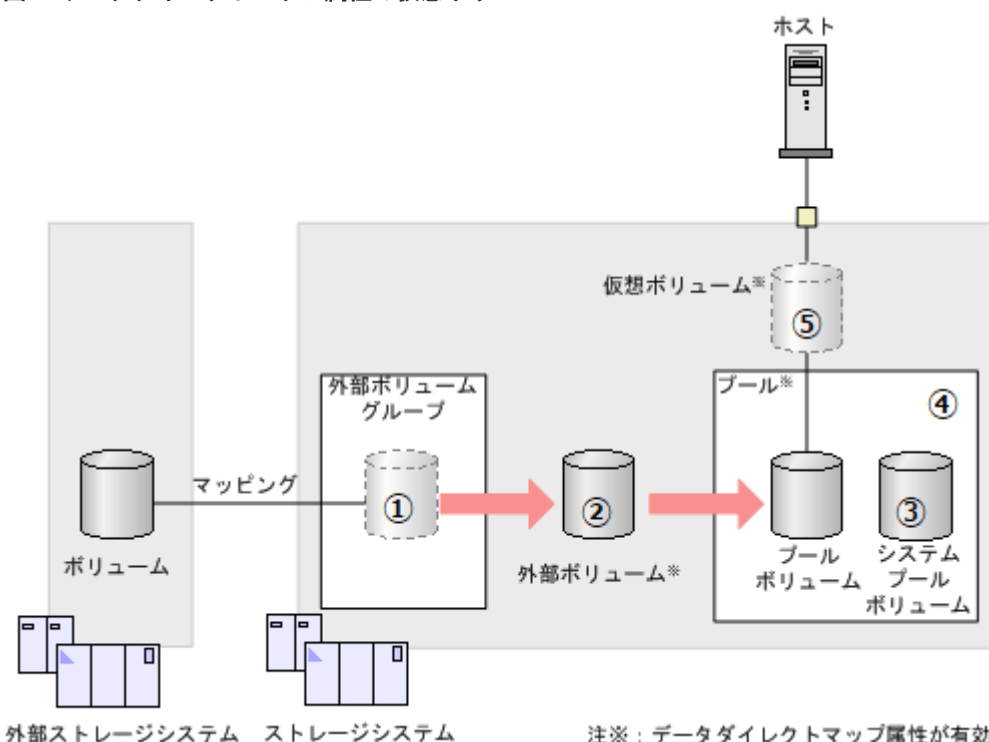 ホスト
仮想ボリューム※
⑤
外部ボリューム
グループ
プール※
④
マッピング
①
②
③
ボリューム
外部ボリューム※
プール
ボリューム
システム
プール
ボリューム
外部ストレージシステム
ストレージシステム
注※:データダイレクトマップ属性が有効